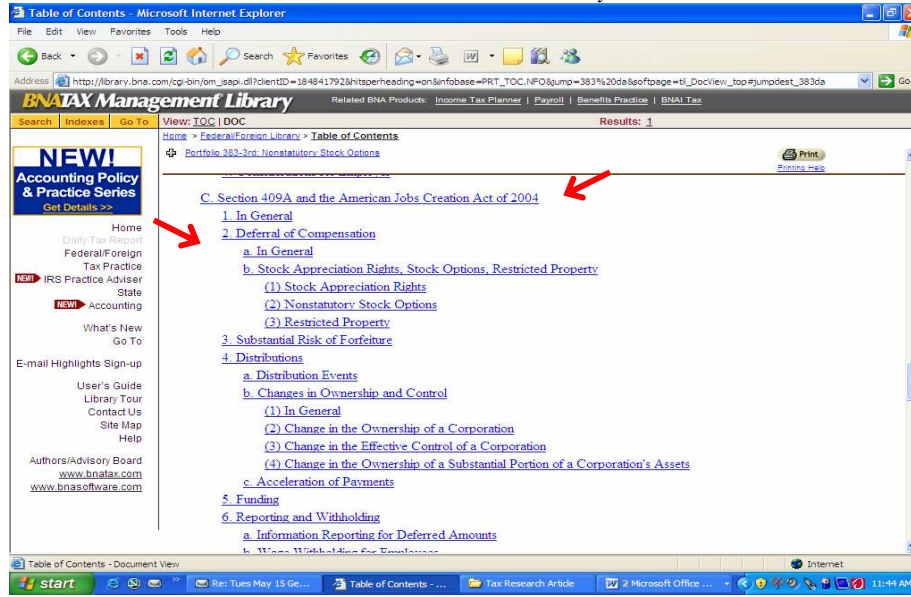 Table of Contents - Microsoft Internet Explorer
File Edit View Favorites Tools Help
Back Search Favorites
Address http://library.bna.com/cgi-bin/om_isapi.dll?clientID=184841792&hitsperheading=on&infobase=PRT_TOC.NFO&jump=383%20da&softpage=tl_DocView_top#jumpdest_383da Go
BNA TAX Management Library Related BNA Products: Income Tax Planner | Payroll | Benefits Practice | BNAI Tax
Search Indexes Go To View: TOC | DOC Results: 1
Home > Federal/Foreign Library > Table of Contents
Portfolio 383-3rd: Nonstatutory Stock Options Print
Printing Help
NEW!
Accounting Policy
& Practice Series
Get Details >>
Home
Daily Tax Report
Federal/Foreign
Tax Practice
NEW! IRS Practice Adviser
State
NEW! Accounting
What's New
Go To
E-mail Highlights Sign-up
User's Guide
Library Tour
Contact Us
Site Map
Help
Authors/Advisory Board
www.bnatax.com
www.bnasoftware.com
C. Section 409A and the American Jobs Creation Act of 2004
1. In General
2. Deferral of Compensation
a. In General
b. Stock Appreciation Rights, Stock Options, Restricted Property
(1) Stock Appreciation Rights
(2) Nonstatutory Stock Options
(3) Restricted Property
3. Substantial Risk of Forfeiture
4. Distributions
a. Distribution Events
b. Changes in Ownership and Control
(1) In General
(2) Change in the Ownership of a Corporation
(3) Change in the Effective Control of a Corporation
(4) Change in the Ownership of a Substantial Portion of a Corporation's Assets
c. Acceleration of Payments
5. Funding
6. Reporting and Withholding
a. Information Reporting for Deferred Amounts
b. Wage Withholding for Employees
Table of Contents - Document View Internet
start Re: Tues May 15 Ge... Table of Contents - ... Tax Research Article 2 Microsoft Office ... 11:44 AM